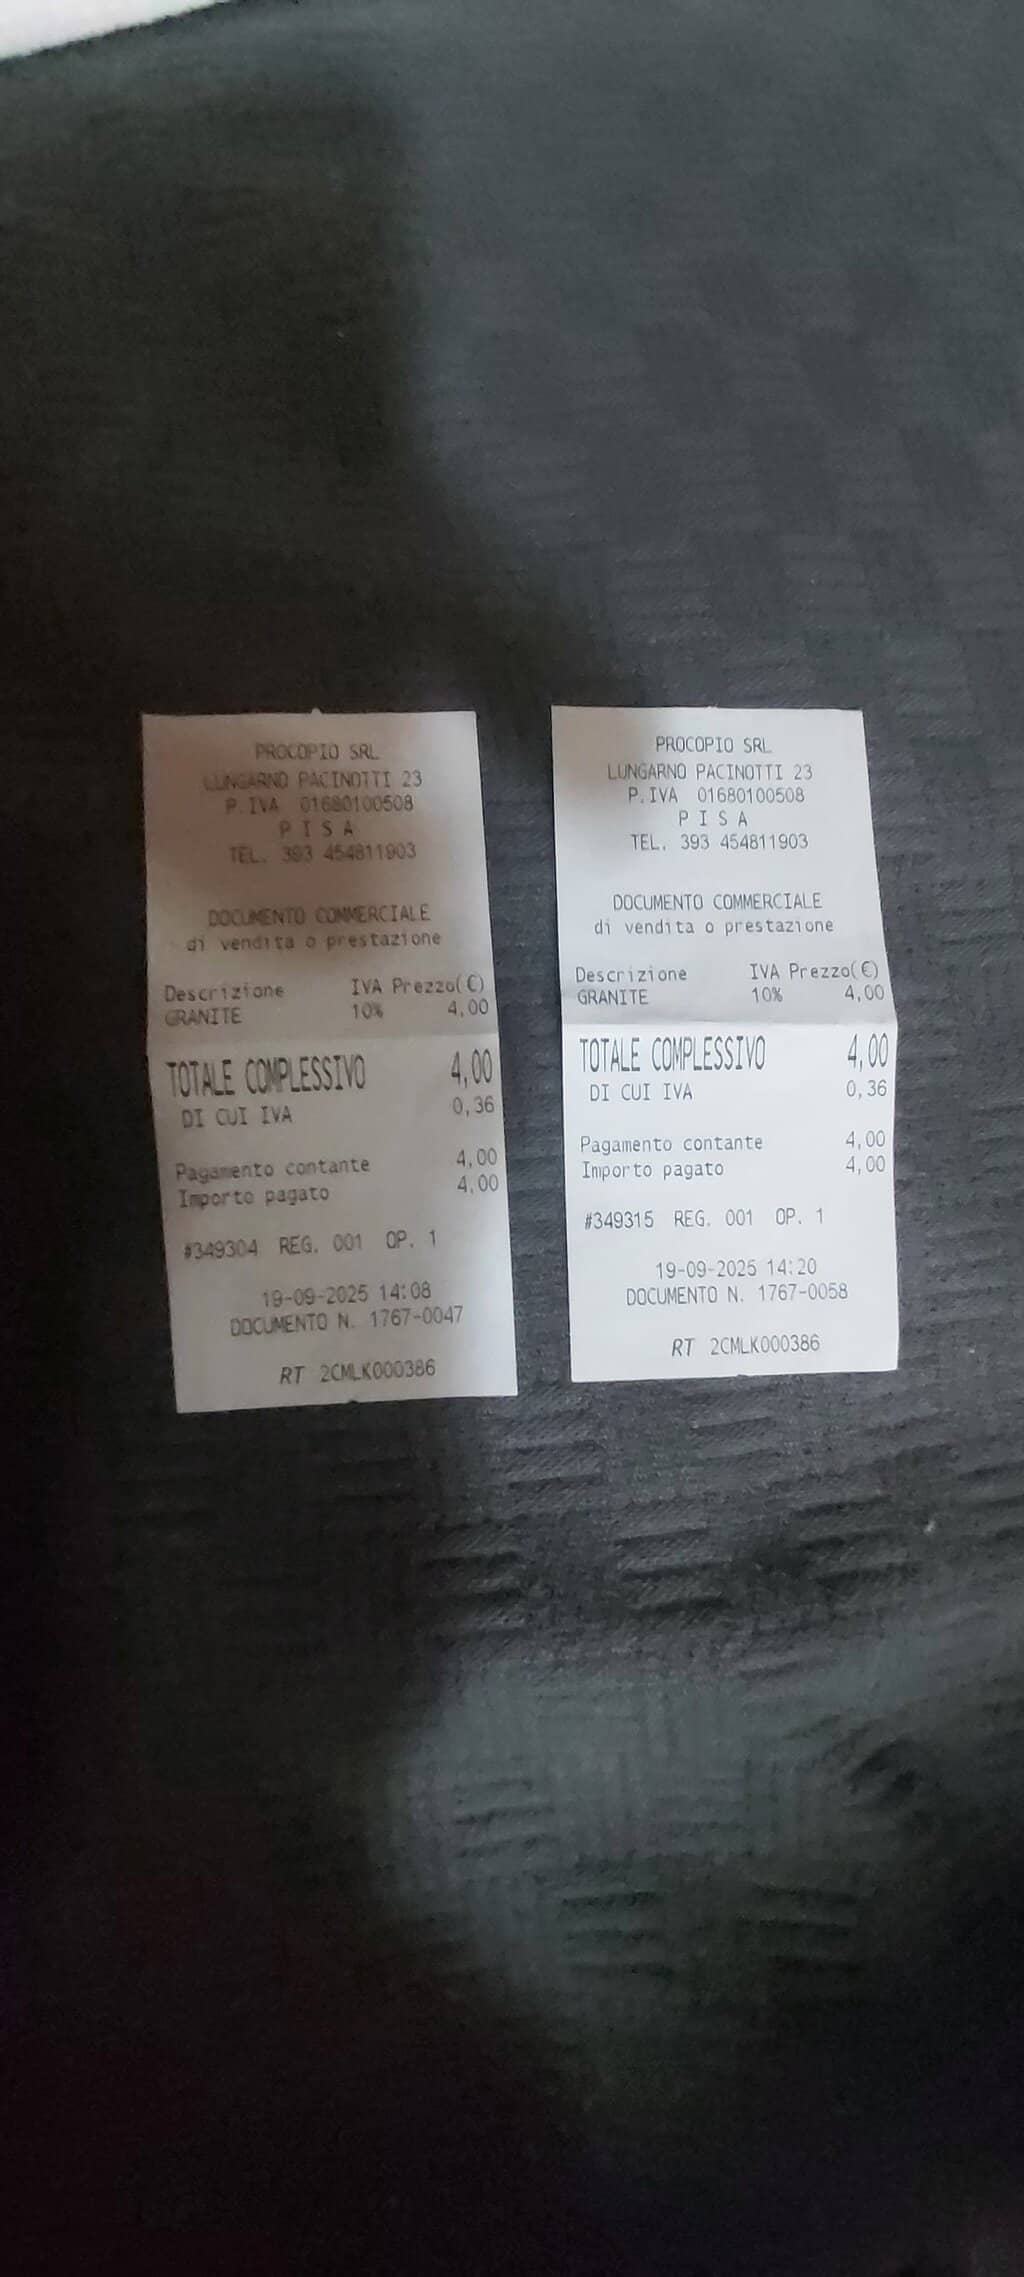 PROCOPIO SRL
LUNGARNO PACINOTTI 23
P.IVA 01680100508
P I S A
TEL. 393 454811903
DOCUMENTO COMMERCIALE
di vendita o prestazione
Descrizione IVA Prezzo(€)
GRANITE 10% 4,00
TOTALE COMPLESSIVO 4,00
DI CUI IVA 0,36
Pagamento contante 4,00
Importo pagato 4,00
#349304 REG. 001 OP. 1
19-09-2025 14:08
DOCUMENTO N. 1767-0047
RT 2CMLK000386
PROCOPIO SRL
LUNGARNO PACINOTTI 23
P.IVA 01680100508
P I S A
TEL. 393 454811903
DOCUMENTO COMMERCIALE
di vendita o prestazione
Descrizione IVA Prezzo(€)
GRANITE 10% 4,00
TOTALE COMPLESSIVO 4,00
DI CUI IVA 0,36
Pagamento contante 4,00
Importo pagato 4,00
#349315 REG. 001 OP. 1
19-09-2025 14:20
DOCUMENTO N. 1767-0058
RT 2CMLK000386